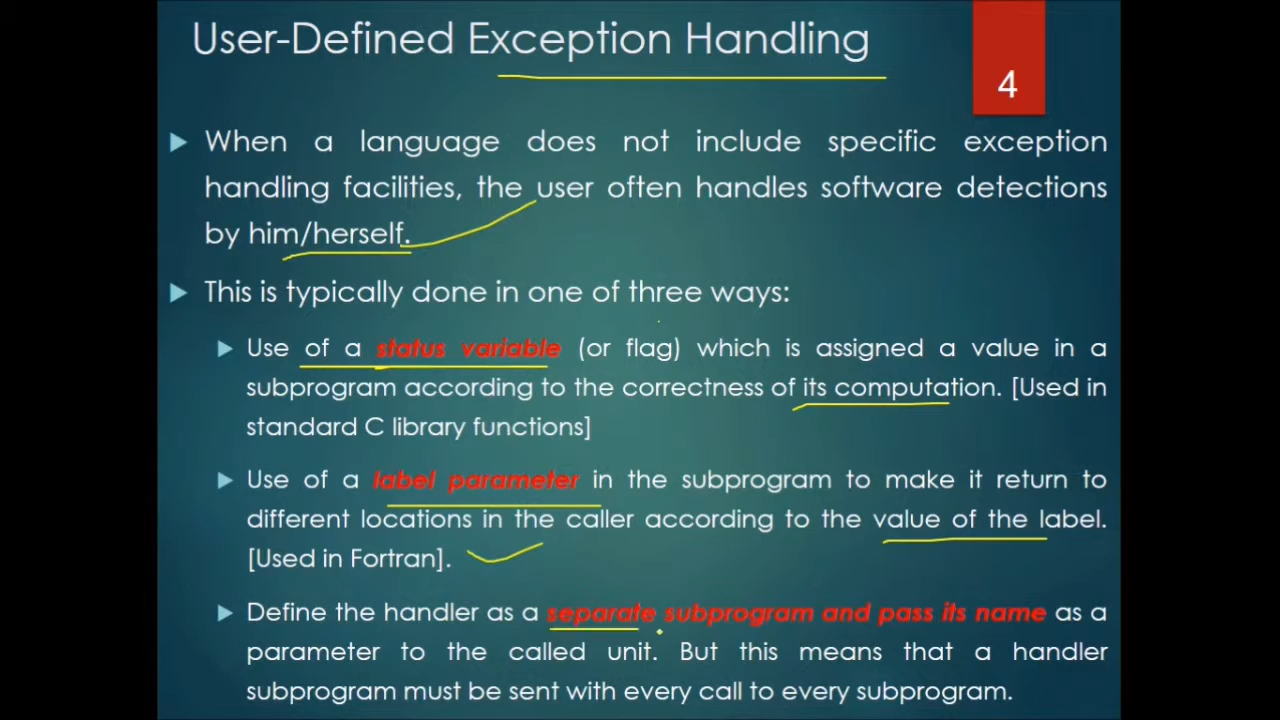 User-Defined Exception Handling
4
When a language does not include specific exception
handling facilities, the user often handles software detections
by him/herself.
This is typically done in one of three ways:
Use of a status variable (or flag) which is assigned a value in a
subprogram according to the correctness of its computation. [Used in
standard C library functions]
Use of a label parameter in the subprogram to make it return to
different locations in the caller according to the value of the label.
[Used in Fortran].
Define the handler as a separate subprogram and pass its name as a
parameter to the called unit. But this means that a handler
subprogram must be sent with every call to every subprogram.